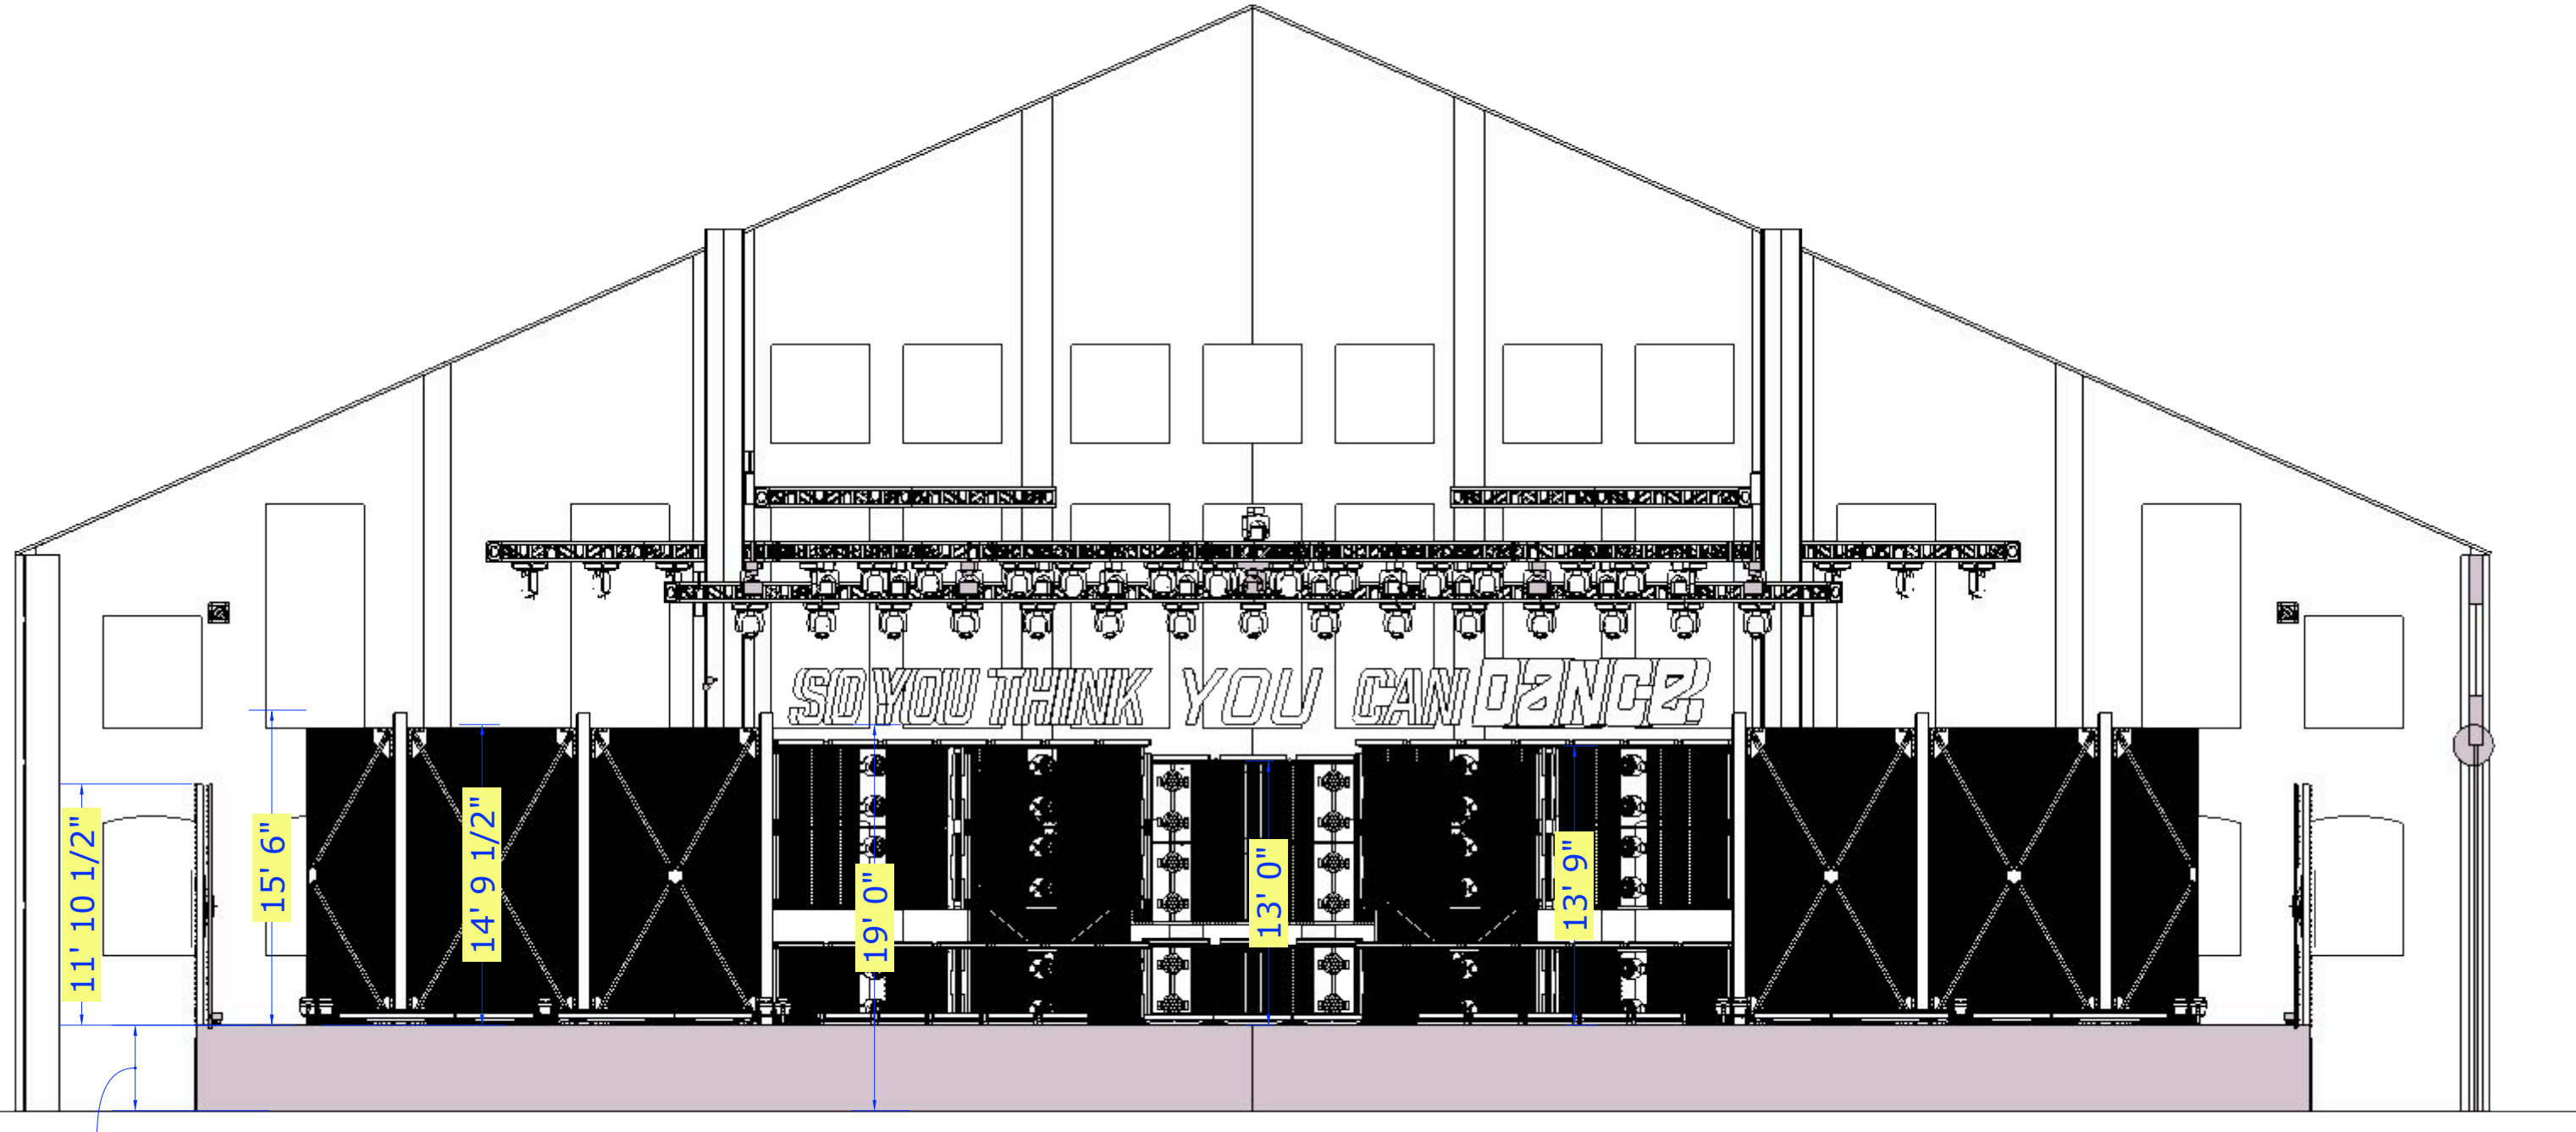 SO YOU THINK YOU CAN DANCE
11' 10 1/2"
15' 6"
14' 9 1/2"
19' 0"
13' 0"
13' 9"